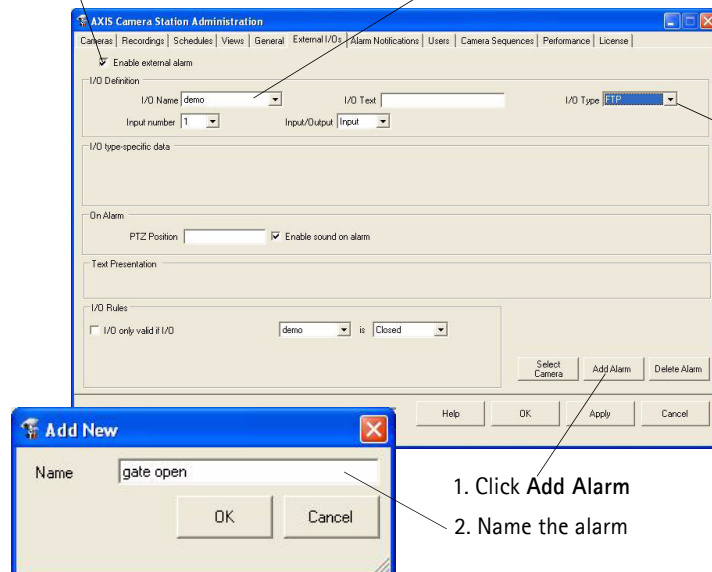 AXIS Camera Station Administration
Cameras Recordings Schedules Views General External I/Os Alarm Notifications Users Camera Sequences Performance License
Enable external alarm
I/O Definition
I/O Name demo I/O Text I/O Type FTP
Input number 1 Input/Output Input
I/O type-specific data
On Alarm
PTZ Position Enable sound on alarm
Text Presentation
I/O Rules
I/O only valid if I/O demo is Closed
Select Camera Add Alarm Delete Alarm
Help OK Apply Cancel
Add New
Name gate open
OK Cancel
1. Click Add Alarm
2. Name the alarm